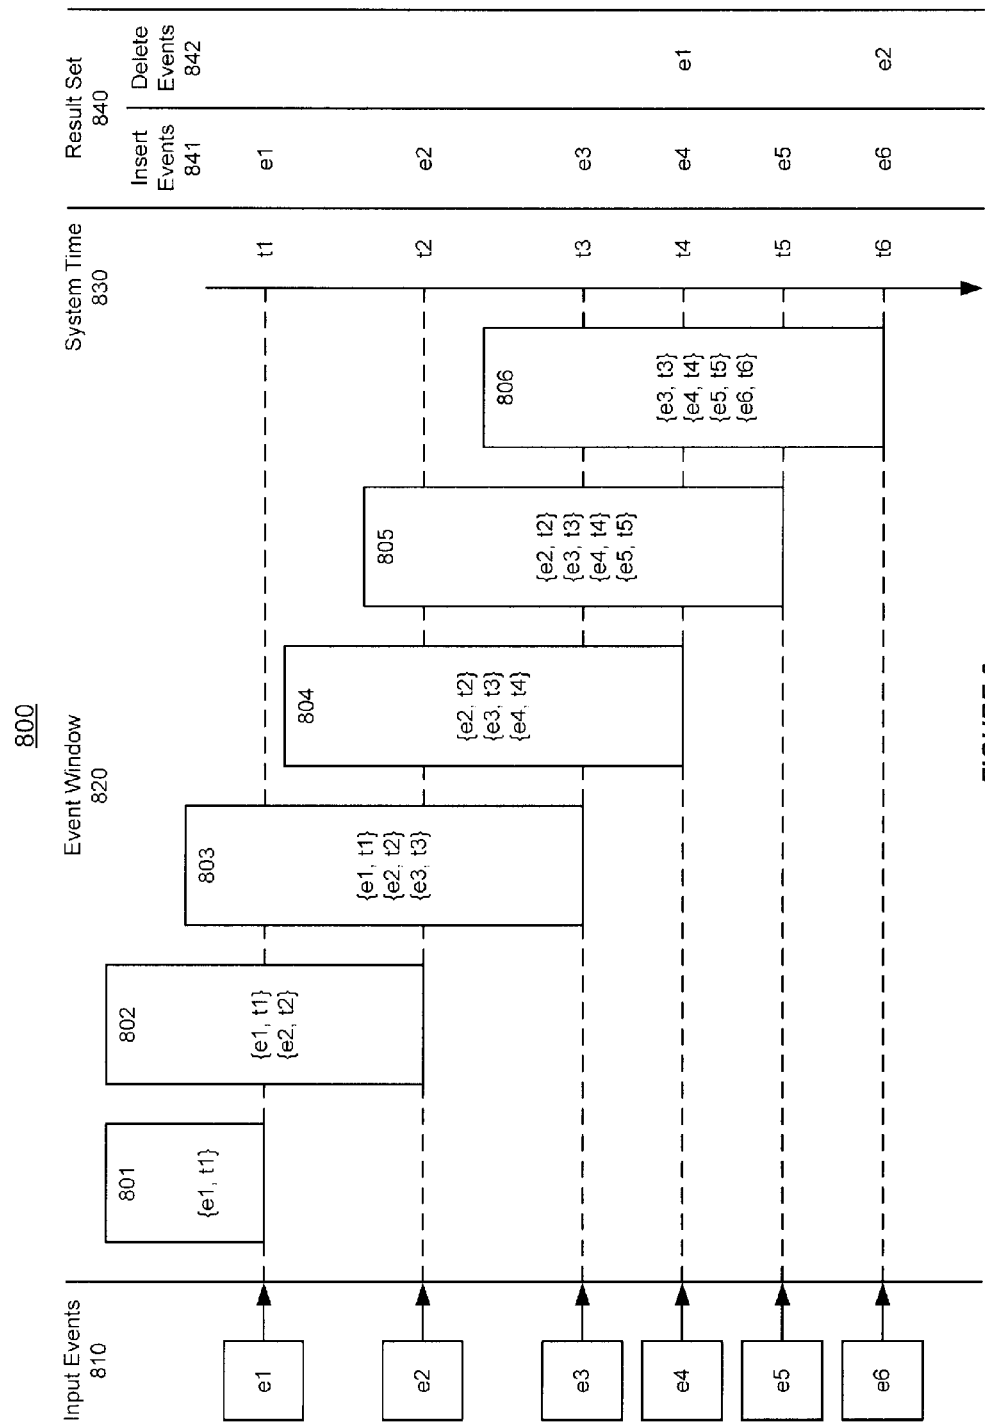 800
Input Events
810
Event Window
820
System Time
830
Result Set
840
Insert
Events
841
Delete
Events
842
e1
801
{e1, t1}
t1
e1
e2
802
{e1, t1}
{e2, t2}
t2
e2
e3
803
{e1, t1}
{e2, t2}
{e3, t3}
t3
e3
e4
804
{e2, t2}
{e3, t3}
{e4, t4}
t4
e4
e1
e5
805
{e2, t2}
{e3, t3}
{e4, t4}
{e5, t5}
t5
e5
e6
806
{e3, t3}
{e4, t4}
{e5, t5}
{e6, t6}
t6
e6
e2